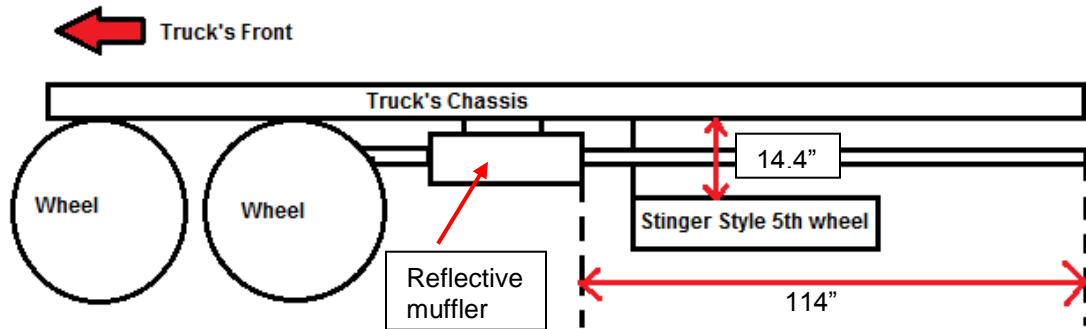 Truck's Front
Truck's Chassis
14.4”
Wheel
Wheel
Stinger Style 5th wheel
Reflective
muffler
114”